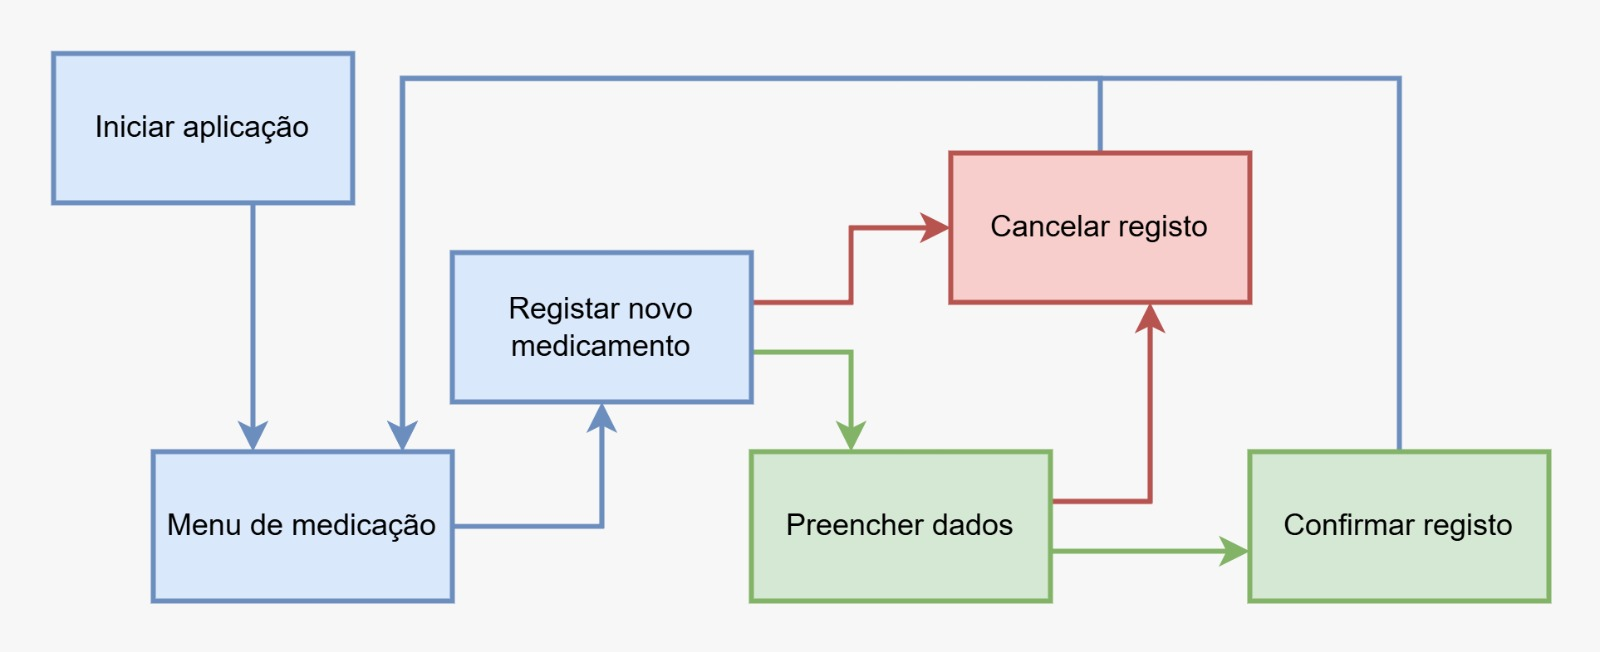 Iniciar aplicação
Cancelar registo
Registar novo
medicamento
Menu de medicação
Preencher dados
Confirmar registo